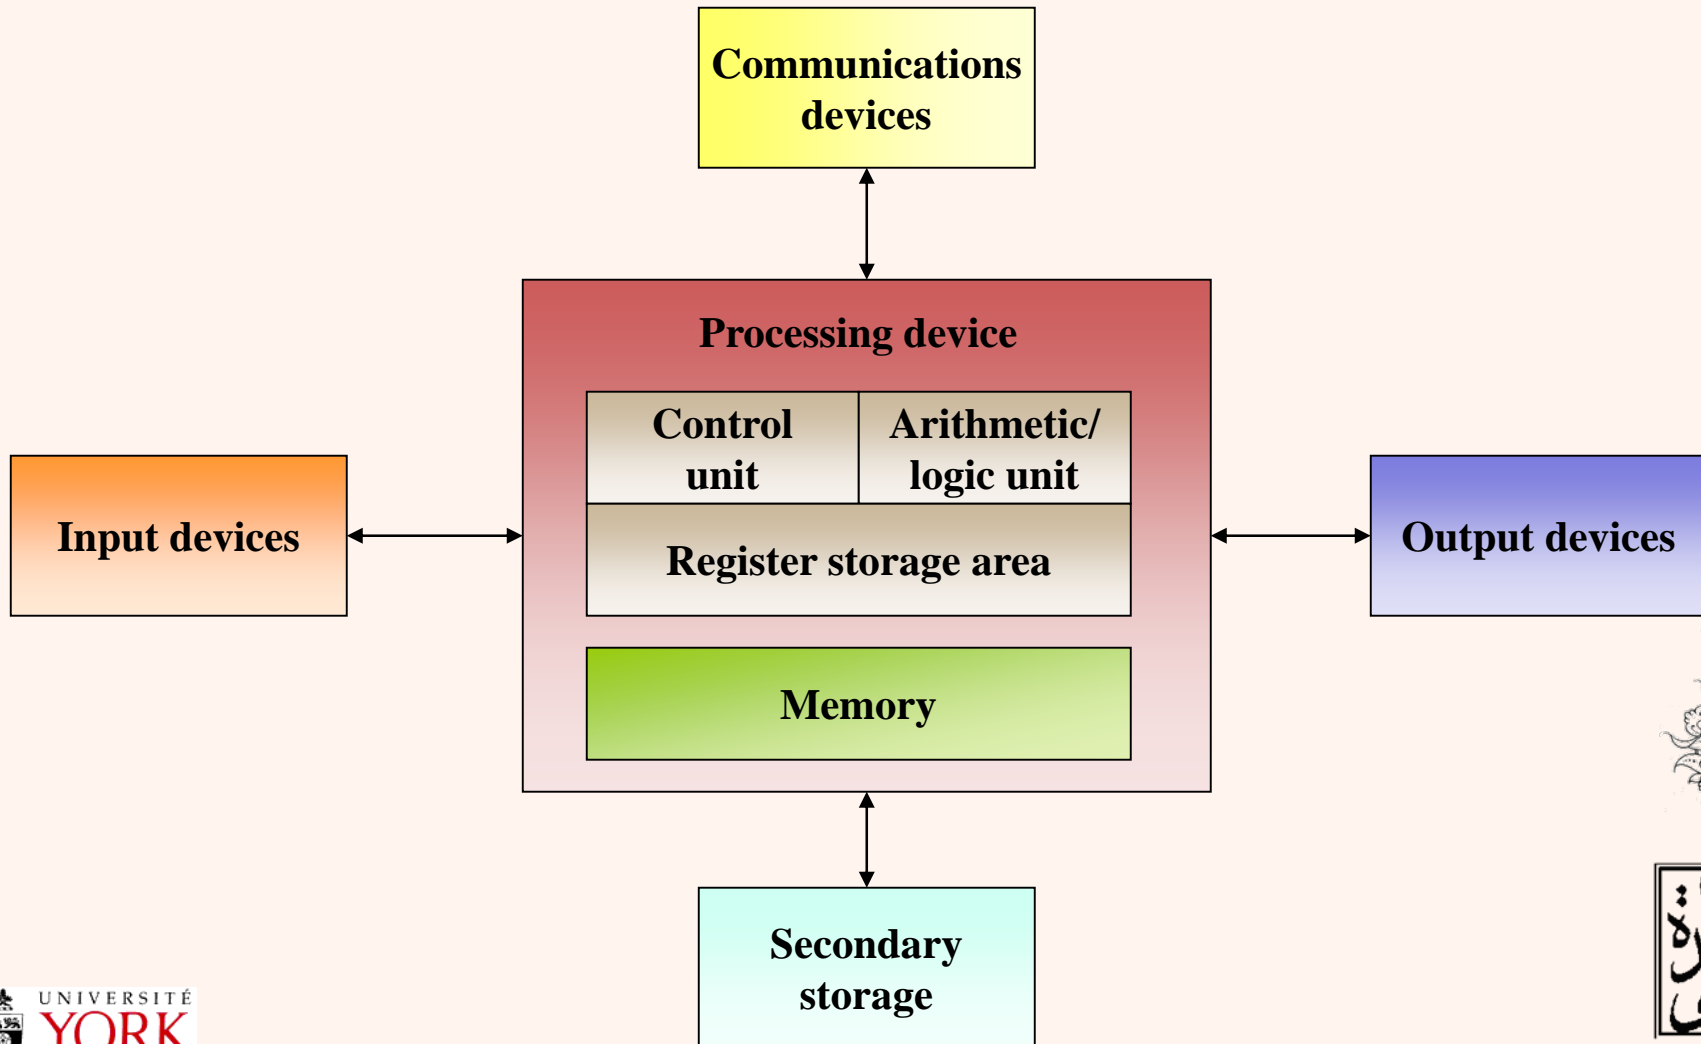 Communications
devices
Processing device
Control
unit
Arithmetic/
logic unit
Input devices
Register storage area
Output devices
Memory
Secondary
storage
UNIVERSITÉ
YORK